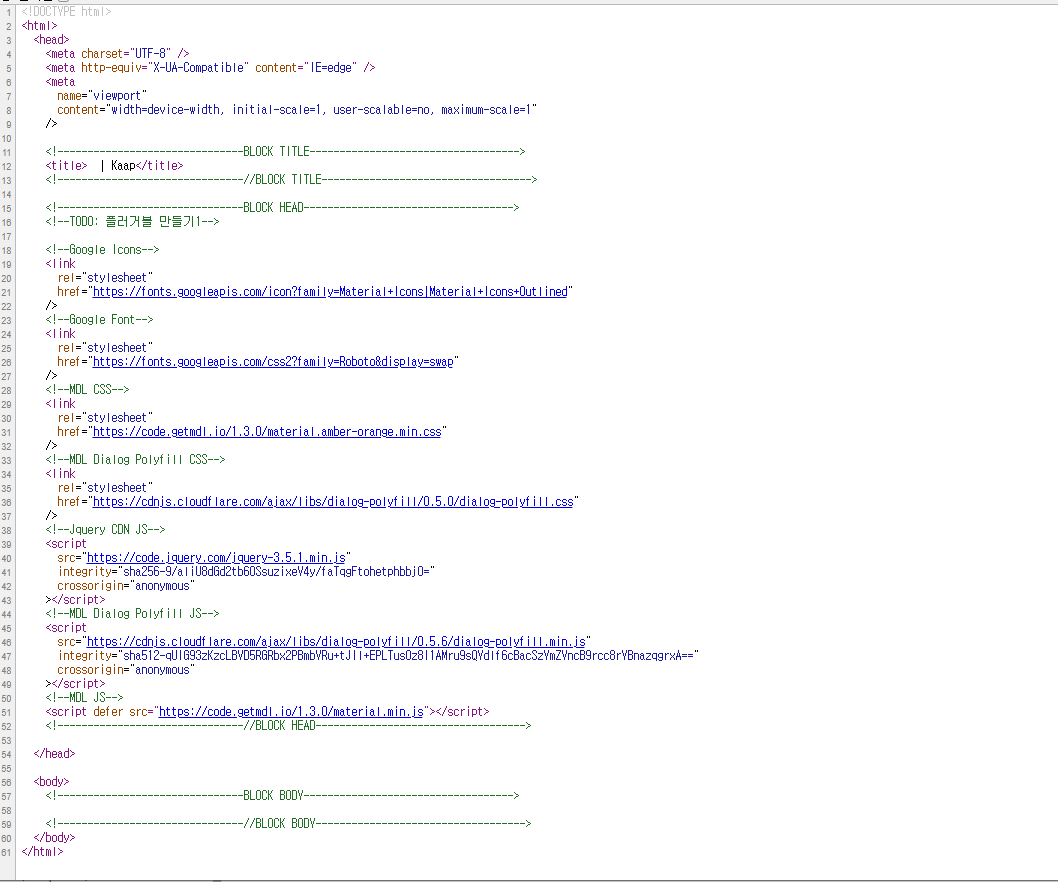 1 <!DOCTYPE html>
2 <html>
3 <head>
4 <meta charset="UTF-8" />
5 <meta http-equiv="X-UA-Compatible" content="IE=edge" />
6 <meta
7 name="viewport"
8 content="width=device-width, initial-scale=1, user-scalable=no, maximum-scale=1"
9 />
10
11 <!-------------------------------BLOCK TITLE----------------------------------->
12 <title>  | Kaap</title>
13 <!-------------------------------//BLOCK TITLE----------------------------------->
14
15 <!-------------------------------BLOCK HEAD----------------------------------->
16 <!--TODO: 플러거블 만들기1-->
17
18 <!--Google Icons-->
19 <link
20 rel="stylesheet"
21 href="https://fonts.googleapis.com/icon?family=Material+Icons|Material+Icons+Outlined"
22 />
23 <!--Google Font-->
24 <link
25 rel="stylesheet"
26 href="https://fonts.googleapis.com/css2?family=Roboto&display=swap"
27 />
28 <!--MDL CSS-->
29 <link
30 rel="stylesheet"
31 href="https://code.getmdl.io/1.3.0/material.amber-orange.min.css"
32 />
33 <!--MDL Dialog Polyfill CSS-->
34 <link
35 rel="stylesheet"
36 href="https://cdnjs.cloudflare.com/ajax/libs/dialog-polyfill/0.5.0/dialog-polyfill.css"
37 />
38 <!--Jquery CDN JS-->
39 <script
40 src="https://code.jquery.com/jquery-3.5.1.min.js"
41 integrity="sha256-9/aliU8dGd2tb6OSsuzixeV4y/faTqgFtohetphbbj0="
42 crossorigin="anonymous"
43 ></script>
44 <!--MDL Dialog Polyfill JS-->
45 <script
46 src="https://cdnjs.cloudflare.com/ajax/libs/dialog-polyfill/0.5.6/dialog-polyfill.min.js"
47 integrity=
48 crossorigin="anonymous"
49 ></script>
50 <!--MDL JS-->
51 <script defer src="https://code.getmdl.io/1.3.0/material.min.js"></script>
52 <!-------------------------------//BLOCK HEAD----------------------------------->
53
54 </head>
55
56 <body>
57 <!-------------------------------BLOCK BODY----------------------------------->
58
59 <!-------------------------------//BLOCK BODY----------------------------------->
60 </body>
61 </html>